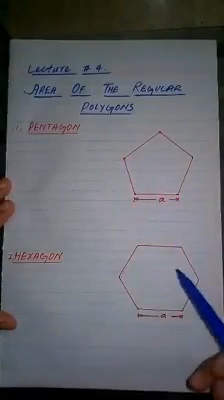 Lecture # 4.
AREA OF THE REGULAR
POLYGONS
1. PENTAGON
a
2. HEXAGON
a